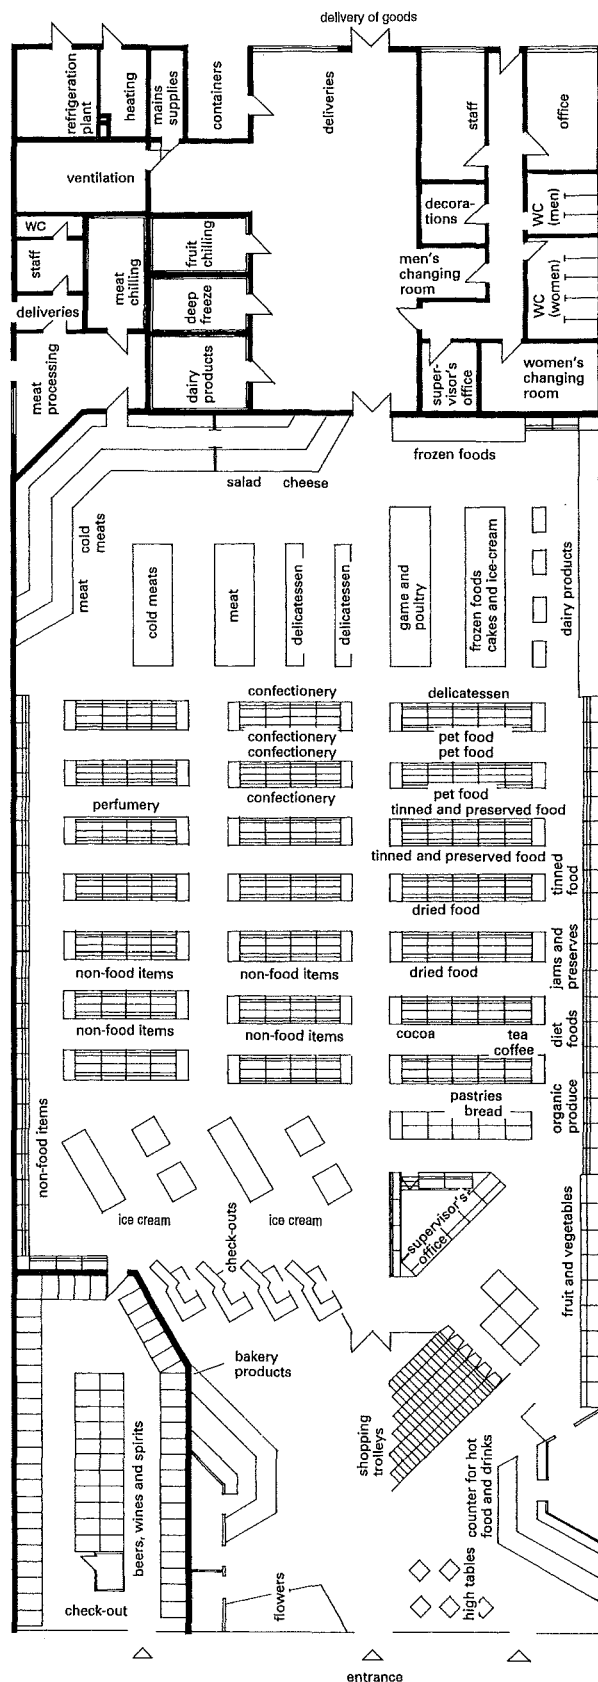 delivery of goods
refrigeration
plant
heating
mains
supplies
containers
deliveries
staff
office
ventilation
decora-
tions
WC
(men)
WC
staff
meat
chilling
fruit
chilling
men's
changing
room
WC
(women)
deliveries
deep
freeze
meat
processing
dairy
products
super-
visor's
office
women's
changing
room
frozen foods
salad
cheese
cold
meats
meat
cold meats
meat
delicatessen
delicatessen
game and
poultry
frozen foods
cakes and ice-cream
dairy products
confectionery
delicatessen
confectionery
pet food
confectionery
pet food
perfumery
confectionery
pet food
tinned and preserved food
tinned and preserved food
tinned
food
dried food
non-food items
non-food items
dried food
jams and
preserves
non-food items
non-food items
cocoa
tea
coffee
diet
foods
pastries
bread
organic
produce
non-food items
ice cream
ice cream
check-outs
supervisor's
office
fruit and vegetables
bakery
products
shopping
trolleys
counter for hot
food and drinks
beers, wines and spirits
check-out
flowers
high tables
entrance